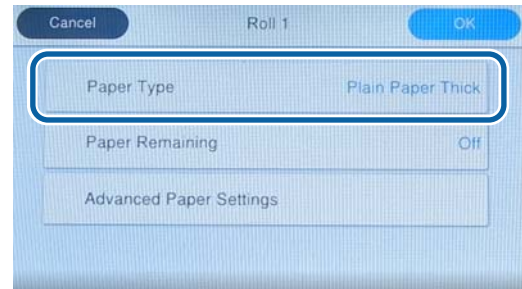 Cancel Roll 1 OK
Paper Type Plain Paper Thick
Paper Remaining Off
Advanced Paper Settings